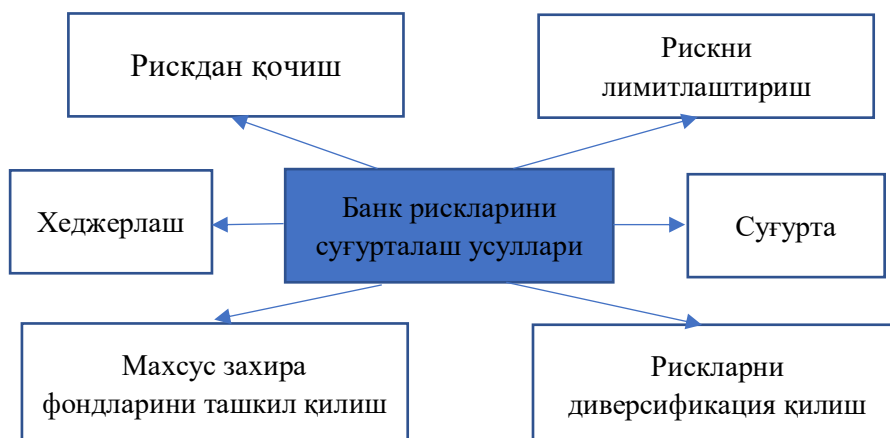 Рискдан қочиш
Рискни
лимитлаштириш
Хеджерлаш
Банк рискларини
суғурталаш усуллари
Суғурта
Махсус захира
фондларини ташкил қилиш
Рискларни
диверсификация қилиш